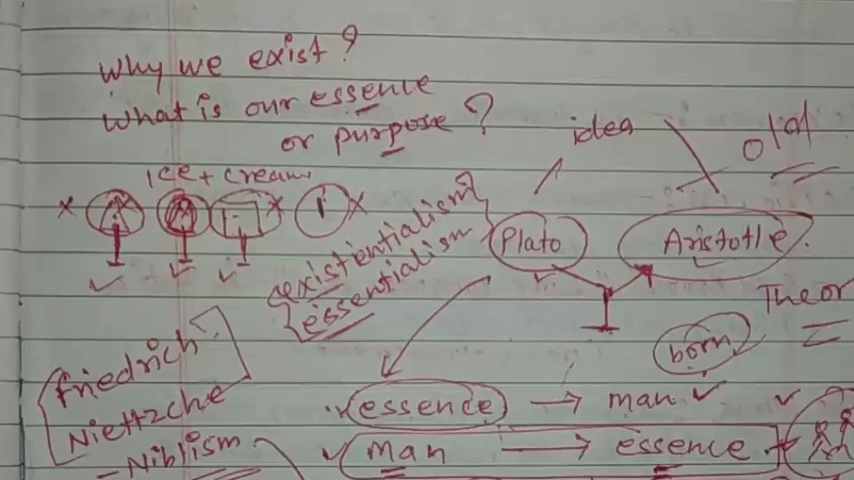 Why we exist?
What is our essence
or purpose?
idea
old
ice + cream
existentialism
essentialism
Plato
Aristotle.
Theor
born
Friedrich
Nietzche
- Niblism
essence → man
man → essence